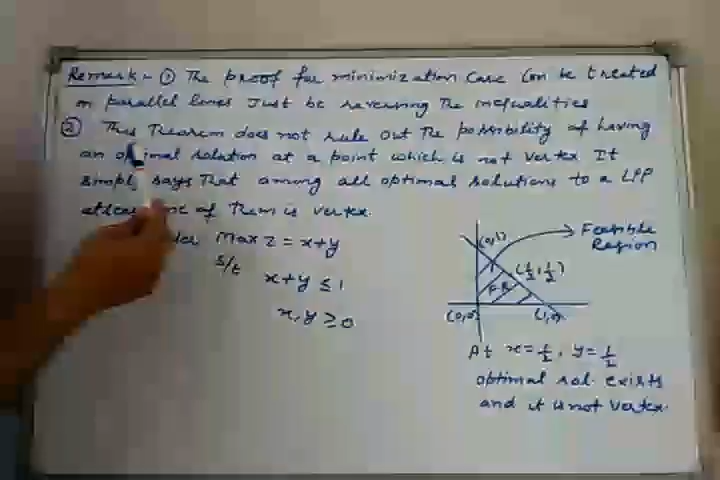 Remark:- ① The proof for minimization case can be treated
on parallel lines Just be reversing The inequalities
② This Theorem does not rule out The possibility of having
an optimal solution at a point which is not vertex It
simply says That among all optimal solutions to a LPP
atleast one of Them is vertex.
Max z = x+y
S/t x+y ≤ 1
x, y ≥ 0
(0,1)
Feasible
Region
(1/2, 1/2)
F.R
(0,0)
(1,0)
At x = 1/2, y = 1/2
optimal sol. exists
and it is not vertex.